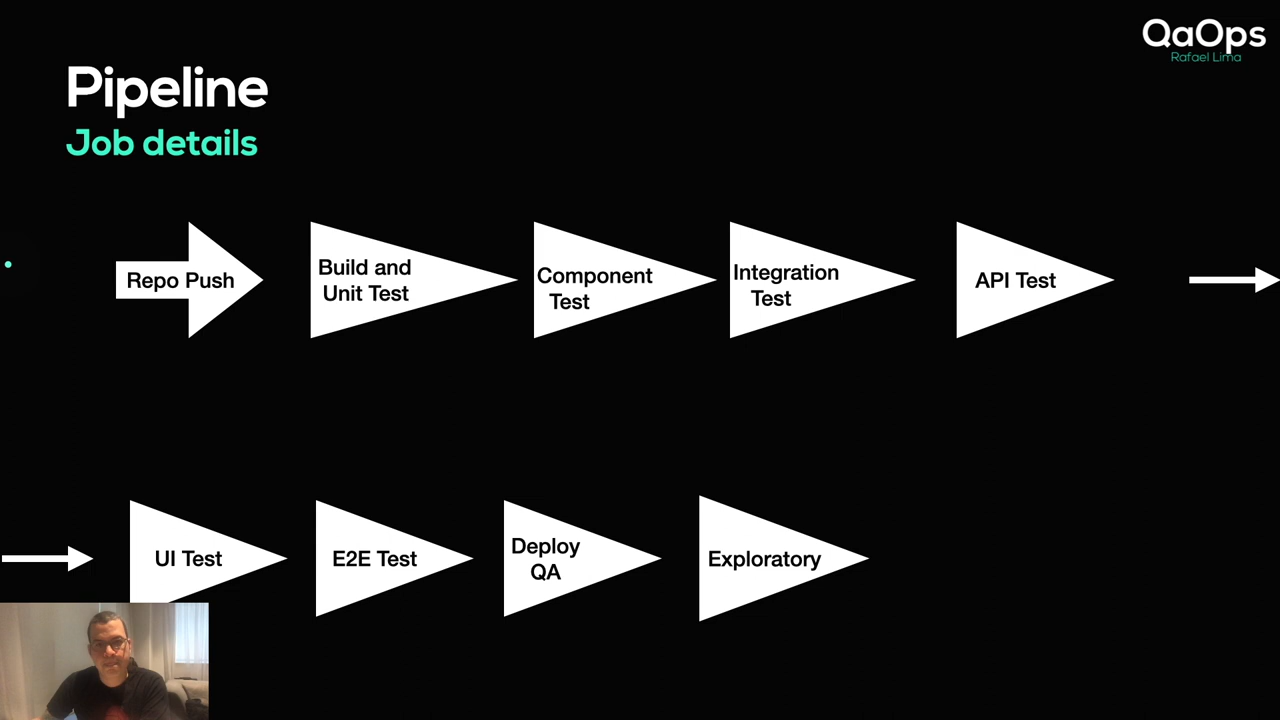 QaOps
Rafael Lima
Pipeline
Job details
Repo Push
Build and
Unit Test
Component
Test
Integration
Test
API Test
UI Test
E2E Test
Deploy
QA
Exploratory